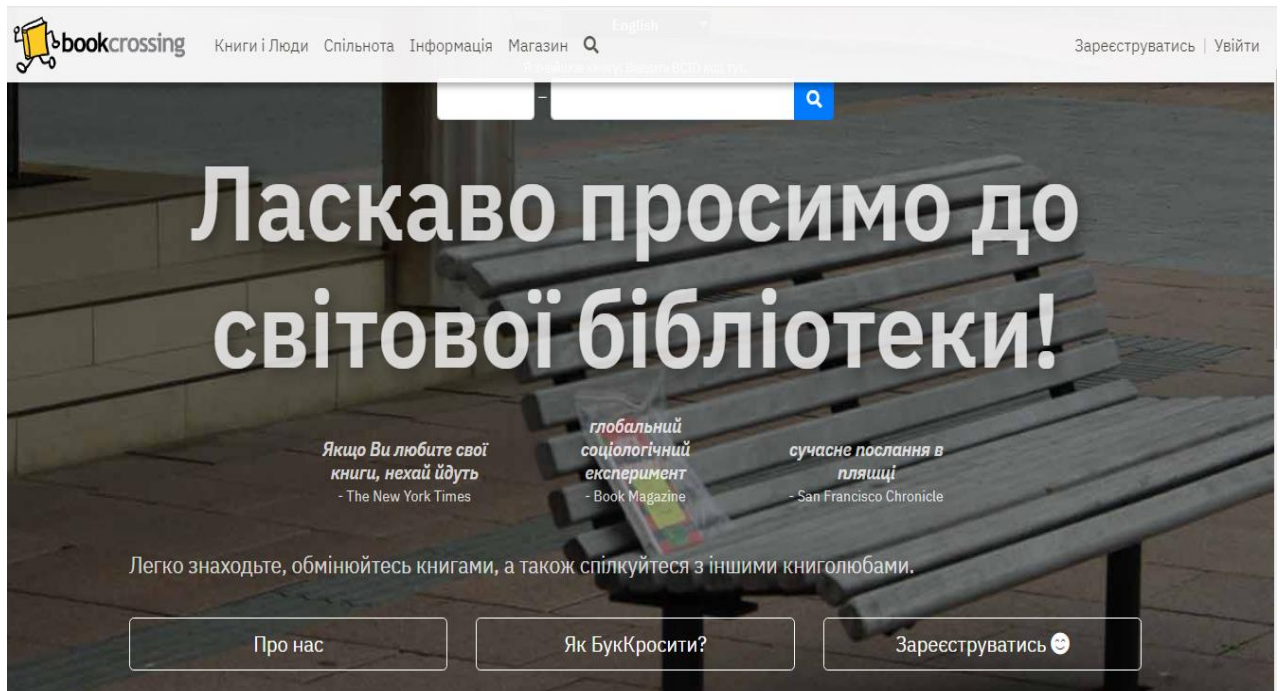 English
bookcrossing Книги і Люди Спільнота Інформація Магазин Зареєструватись | Увійти
–
Ласкаво просимо до
світової бібліотеки!
Якщо Ви любите свої
книги, нехай йдуть
- The New York Times
глобальний
соціологічний
експеримент
- Book Magazine
сучасне послання в
пляшці
- San Francisco Chronicle
Легко знаходьте, обмінюйтесь книгами, а також спілкуйтеся з іншими книголюбами.
Про нас
Як БукКросити?
Зареєструватись